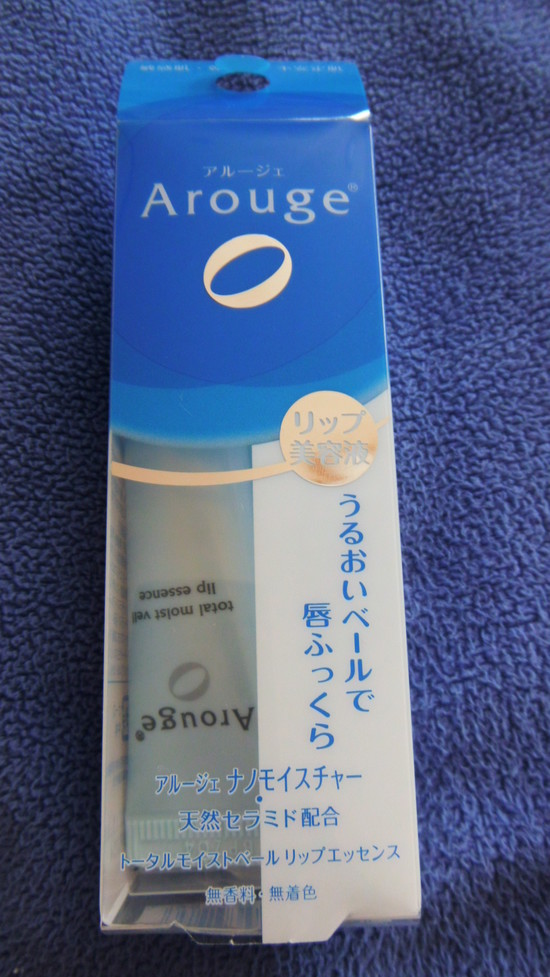 アルージェ
Arouge®
リップ
美容液
うるおいベールで
唇ふっくら
total moist veil
lip essence
Arouge®
アルージェ ナノモイスチャー
・
天然セラミド配合
トータルモイストベール リップエッセンス
無香料・無着色